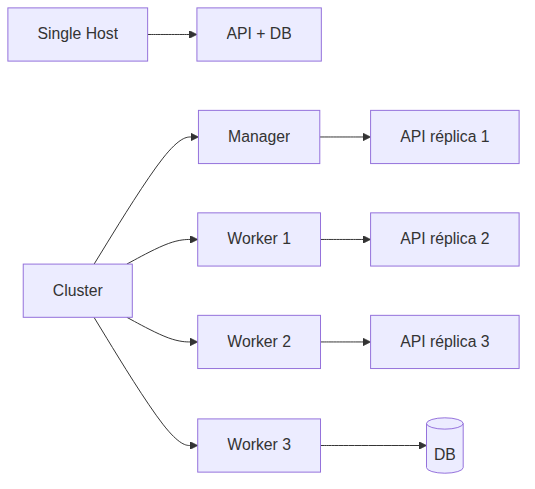 Single Host
API + DB
Manager
API réplica 1
Worker 1
API réplica 2
Cluster
Worker 2
API réplica 3
Worker 3
DB